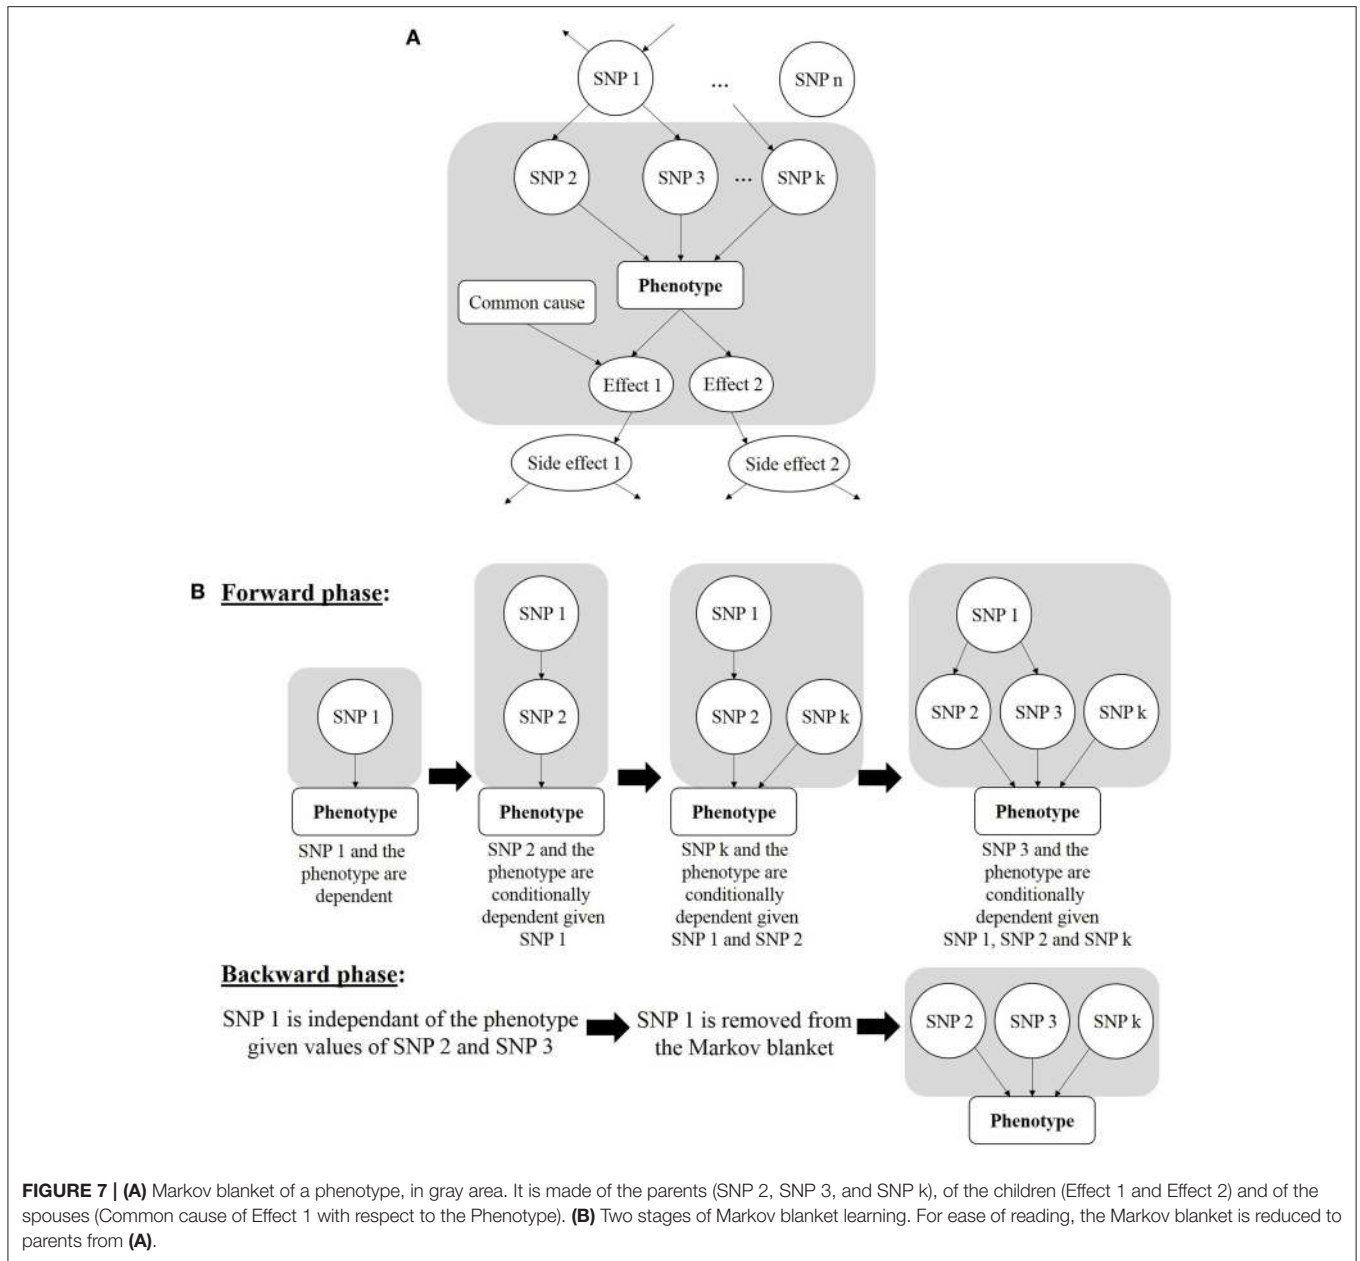 A
SNP 1
...
SNP n
SNP 2
SNP 3
...
SNP k
Phenotype
Common cause
Effect 1
Effect 2
Side effect 1
Side effect 2
B Forward phase:
SNP 1
Phenotype
SNP 1 and the
phenotype are
dependent
SNP 1
SNP 2
Phenotype
SNP 2 and the
phenotype are
conditionally
dependent given
SNP 1
SNP 1
SNP 2
SNP k
Phenotype
SNP k and the
phenotype are
conditionally
dependent given
SNP 1 and SNP 2
SNP 1
SNP 2
SNP 3
SNP k
Phenotype
SNP 3 and the
phenotype are
conditionally
dependent given
SNP 1, SNP 2 and SNP k
Backward phase:
SNP 1 is independant of the phenotype
given values of SNP 2 and SNP 3
SNP 1 is removed from
the Markov blanket
SNP 2
SNP 3
SNP k
Phenotype
FIGURE 7 | (A) Markov blanket of a phenotype, in gray area. It is made of the parents (SNP 2, SNP 3, and SNP k), of the children (Effect 1 and Effect 2) and of the
spouses (Common cause of Effect 1 with respect to the Phenotype). (B) Two stages of Markov blanket learning. For ease of reading, the Markov blanket is reduced to
parents from (A).